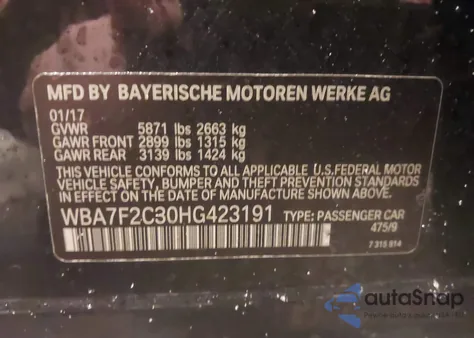 MFD BY BAYERISCHE MOTOREN WERKE AG
01/17
GVWR 5871 lbs 2663 kg
GAWR FRONT 2899 lbs 1315 kg
GAWR REAR 3139 lbs 1424 kg
THIS VEHICLE CONFORMS TO ALL APPLICABLE U.S.FEDERAL MOTOR
VEHICLE SAFETY, BUMPER AND THEFT PREVENTION STANDARDS IN
EFFECT ON THE DATE OF MANUFACTURE SHOWN ABOVE.
WBA7F2C30HG423191 TYPE: PASSENGER CAR
475/9
7 315 814
autoSnap